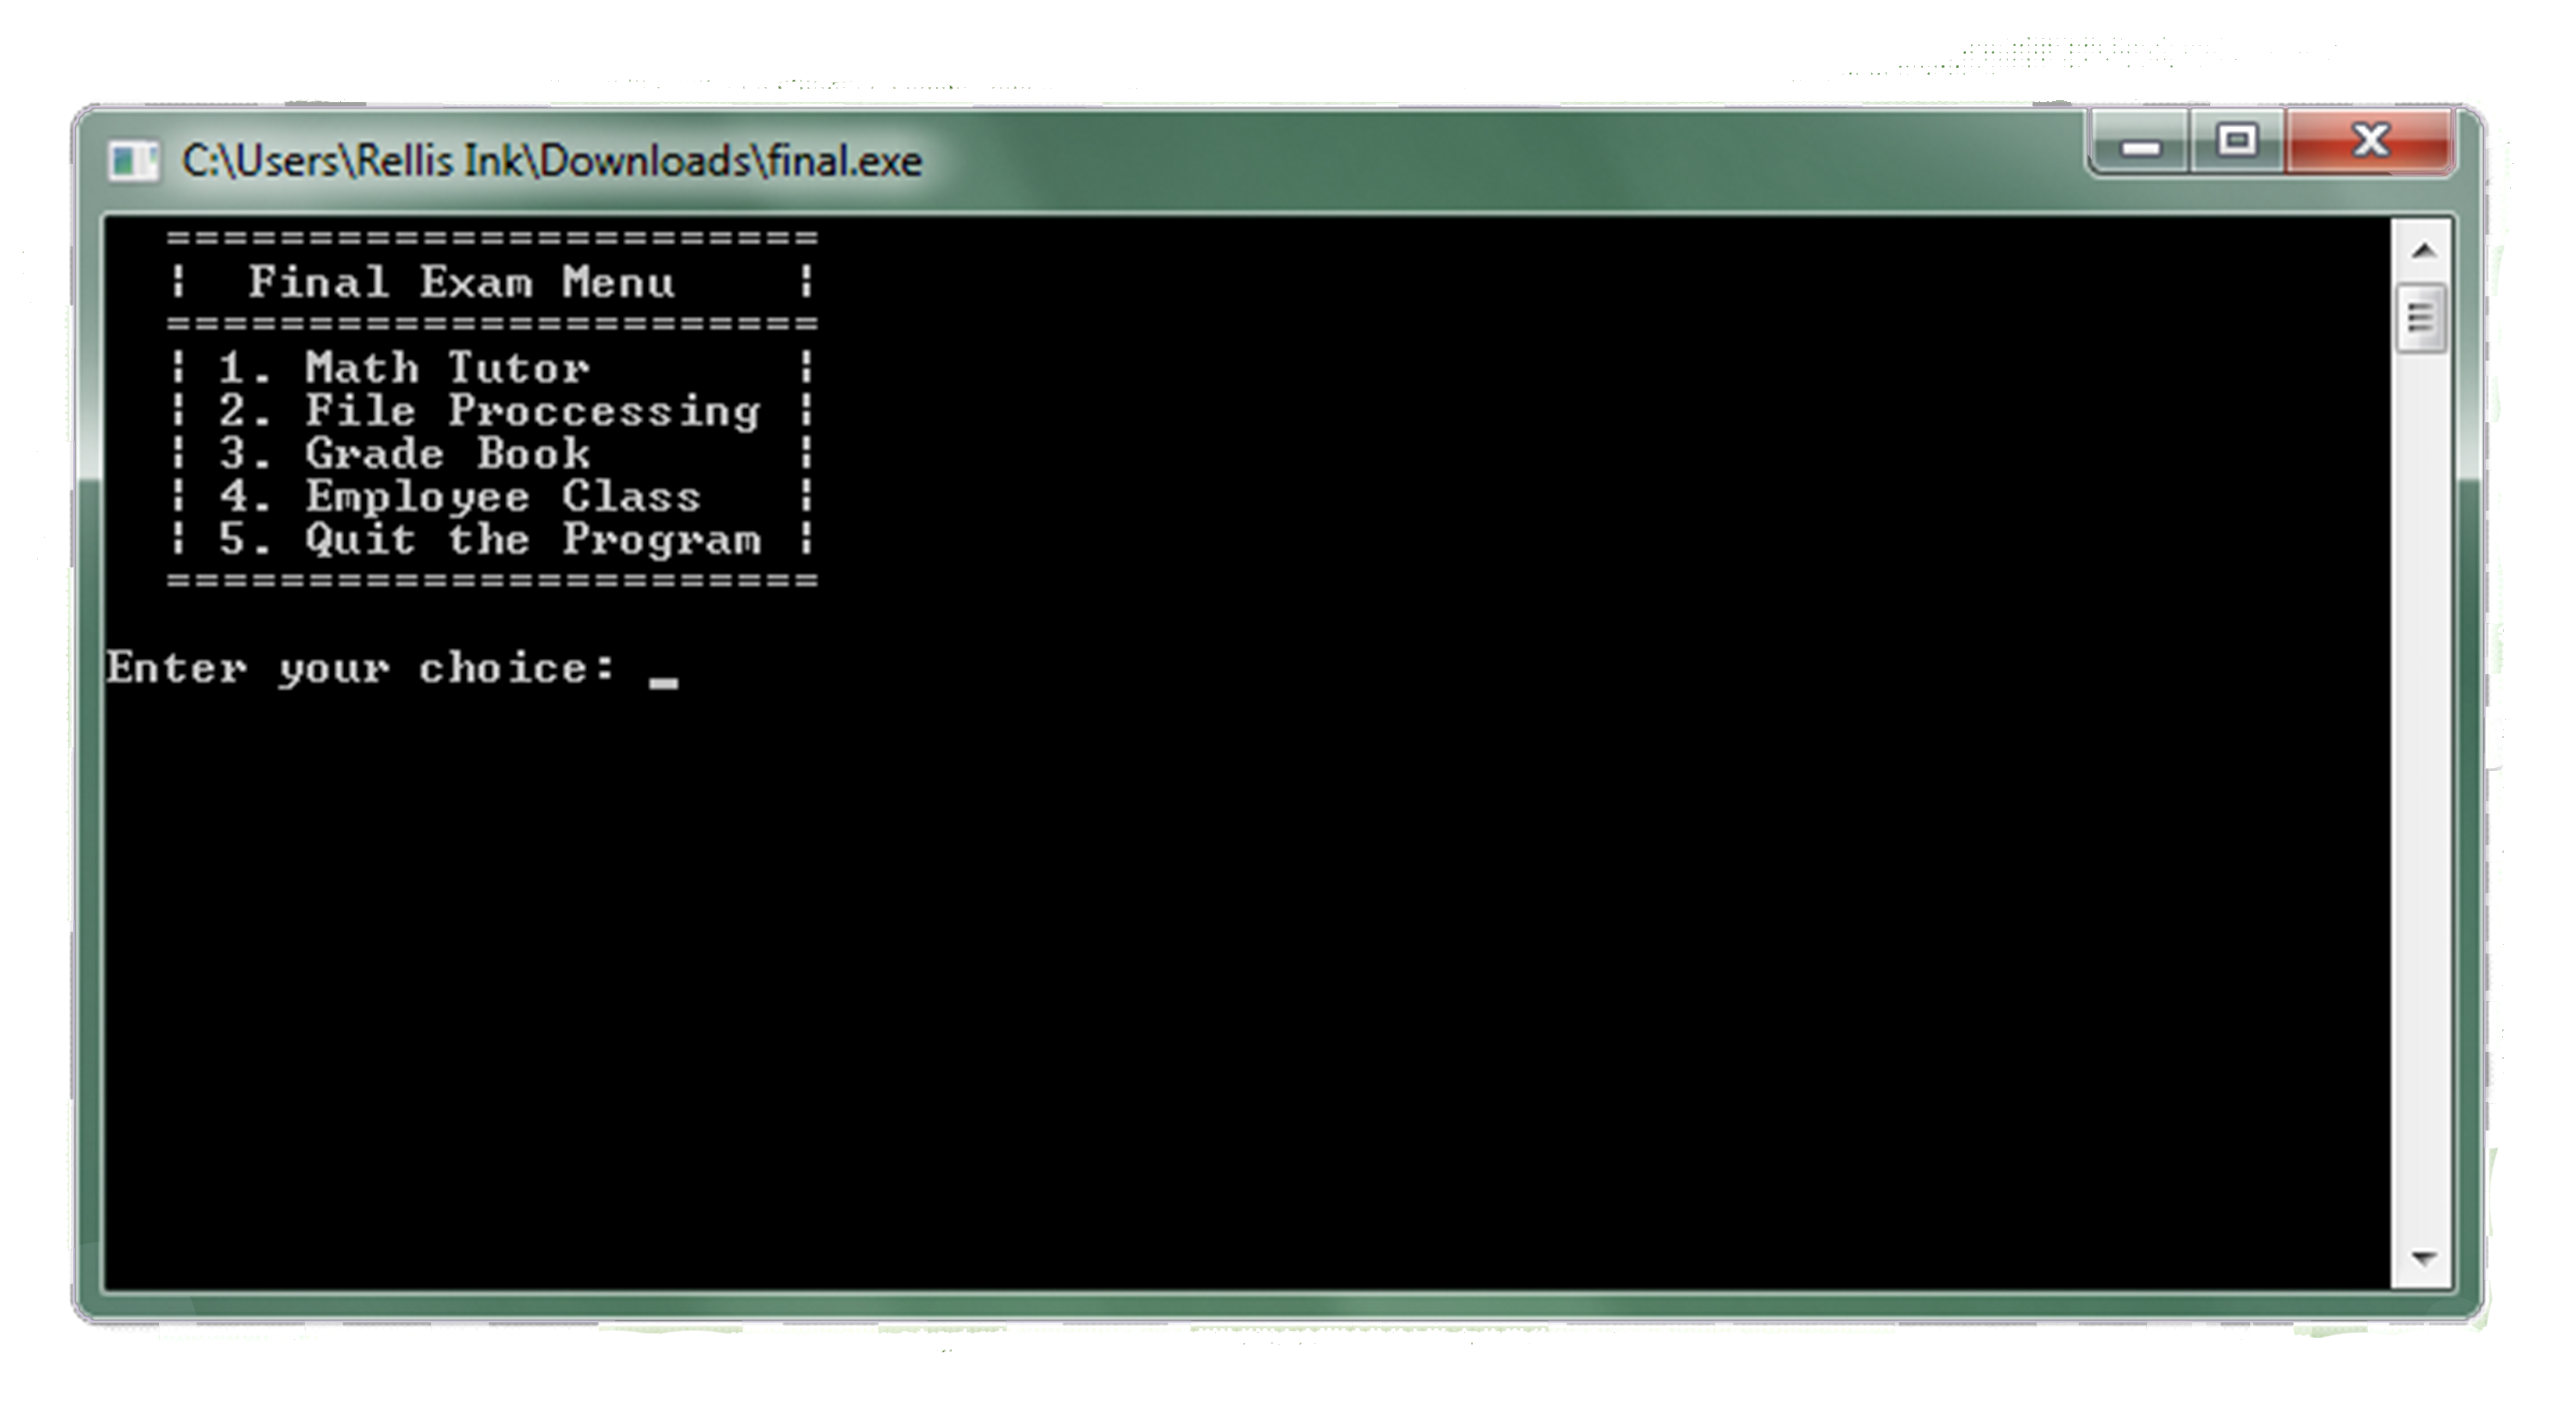 C:\Users\Rellis Ink\Downloads\final.exe
=======================
|  Final Exam Menu    |
=======================
| 1. Math Tutor       |
| 2. File Proccessing |
| 3. Grade Book       |
| 4. Employee Class   |
| 5. Quit the Program |
=======================
Enter your choice: _